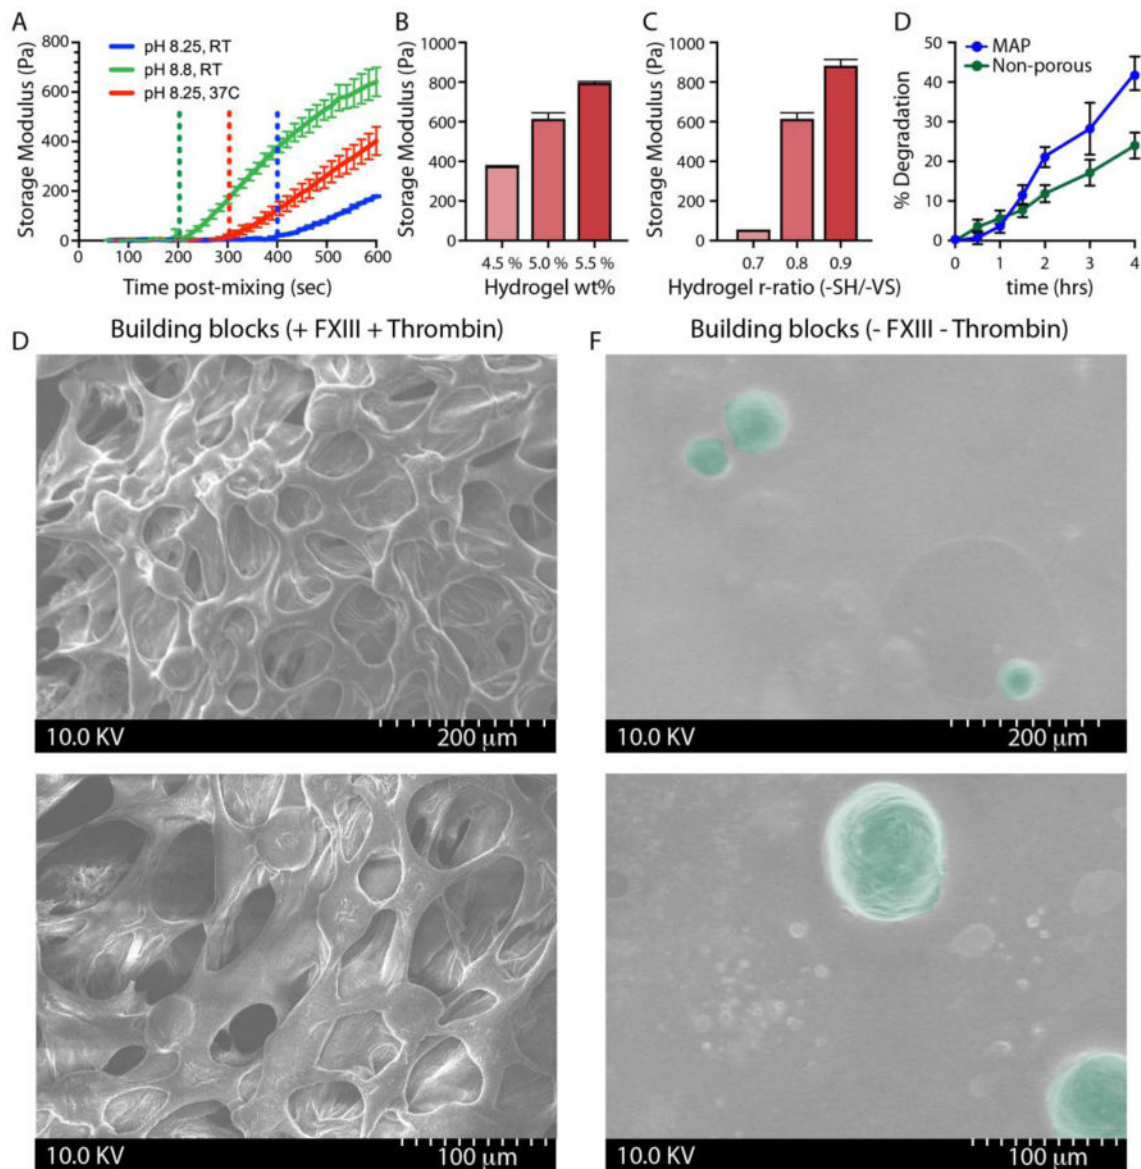 A
Storage Modulus (Pa)
800
600
400
200
0
pH 8.25, RT
pH 8.8, RT
pH 8.25, 37C
0 100 200 300 400 500 600
Time post-mixing (sec)
B
Storage Modulus (Pa)
1000
800
600
400
200
0
4.5 % 5.0 % 5.5 %
Hydrogel wt%
C
Storage Modulus (Pa)
1000
800
600
400
200
0
0.7 0.8 0.9
Hydrogel r-ratio (-SH/-VS)
D
% Degradation
50
40
30
20
10
0
MAP
Non-porous
0 1 2 3 4
time (hrs)
D Building blocks (+ FXIII + Thrombin)
10.0 KV 200 μm
10.0 KV 100 μm
F Building blocks (- FXIII - Thrombin)
10.0 KV 200 μm
10.0 KV 100 μm